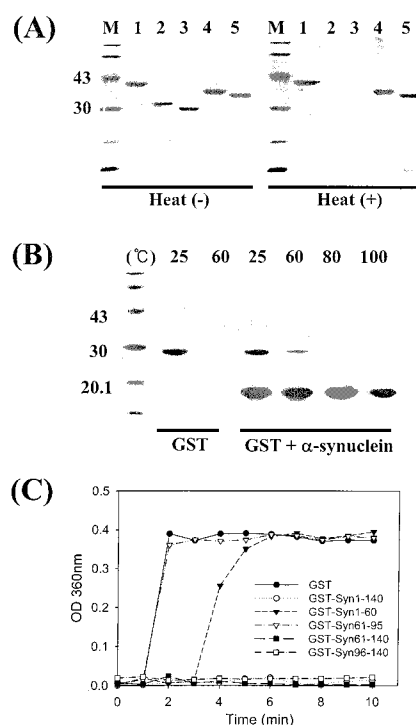 (A)
M 1 2 3 4 5 M 1 2 3 4 5
43 43
30 30
Heat (-) Heat (+)
(B)
(℃) 25 60 25 60 80 100
43
30
20.1
GST GST + α-synuclein
(C)
0.5
0.4
0.3
0.2
0.1
0.0
OD 360nm
GST
GST-Syn1-140
GST-Syn1-60
GST-Syn61-95
GST-Syn61-140
GST-Syn96-140
0 2 4 6 8 10
Time (min)